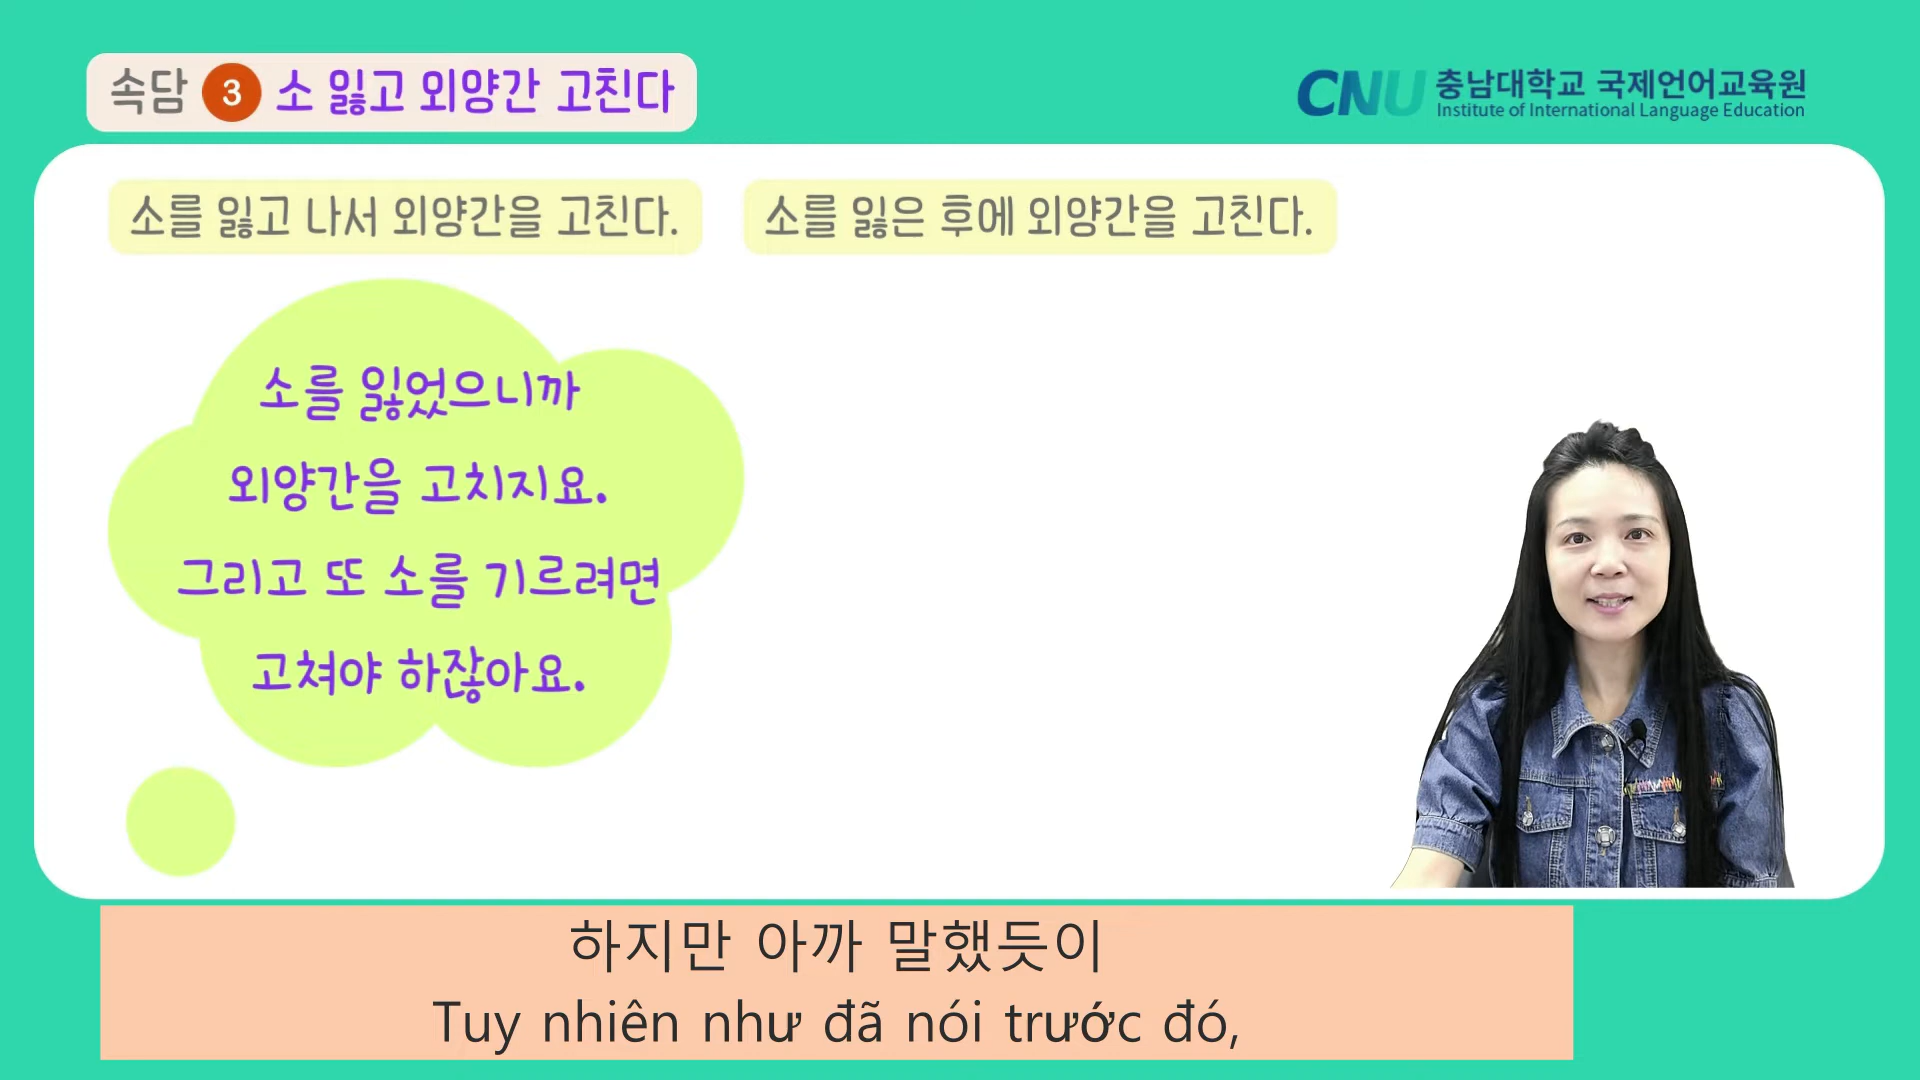 속담 3 소 잃고 외양간 고친다
CNU 충남대학교 국제언어교육원
Institute of International Language Education
소를 잃고 나서 외양간을 고친다.
소를 잃은 후에 외양간을 고친다.
소를 잃었으니까
외양간을 고치지요.
그리고 또 소를 기르려면
고쳐야 하잖아요.
하지만 아까 말했듯이
Tuy nhiên như đã nói trước đó,